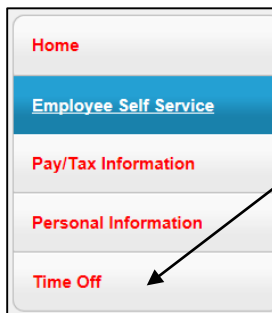 Home
Employee Self Service
Pay/Tax Information
Personal Information
Time Off